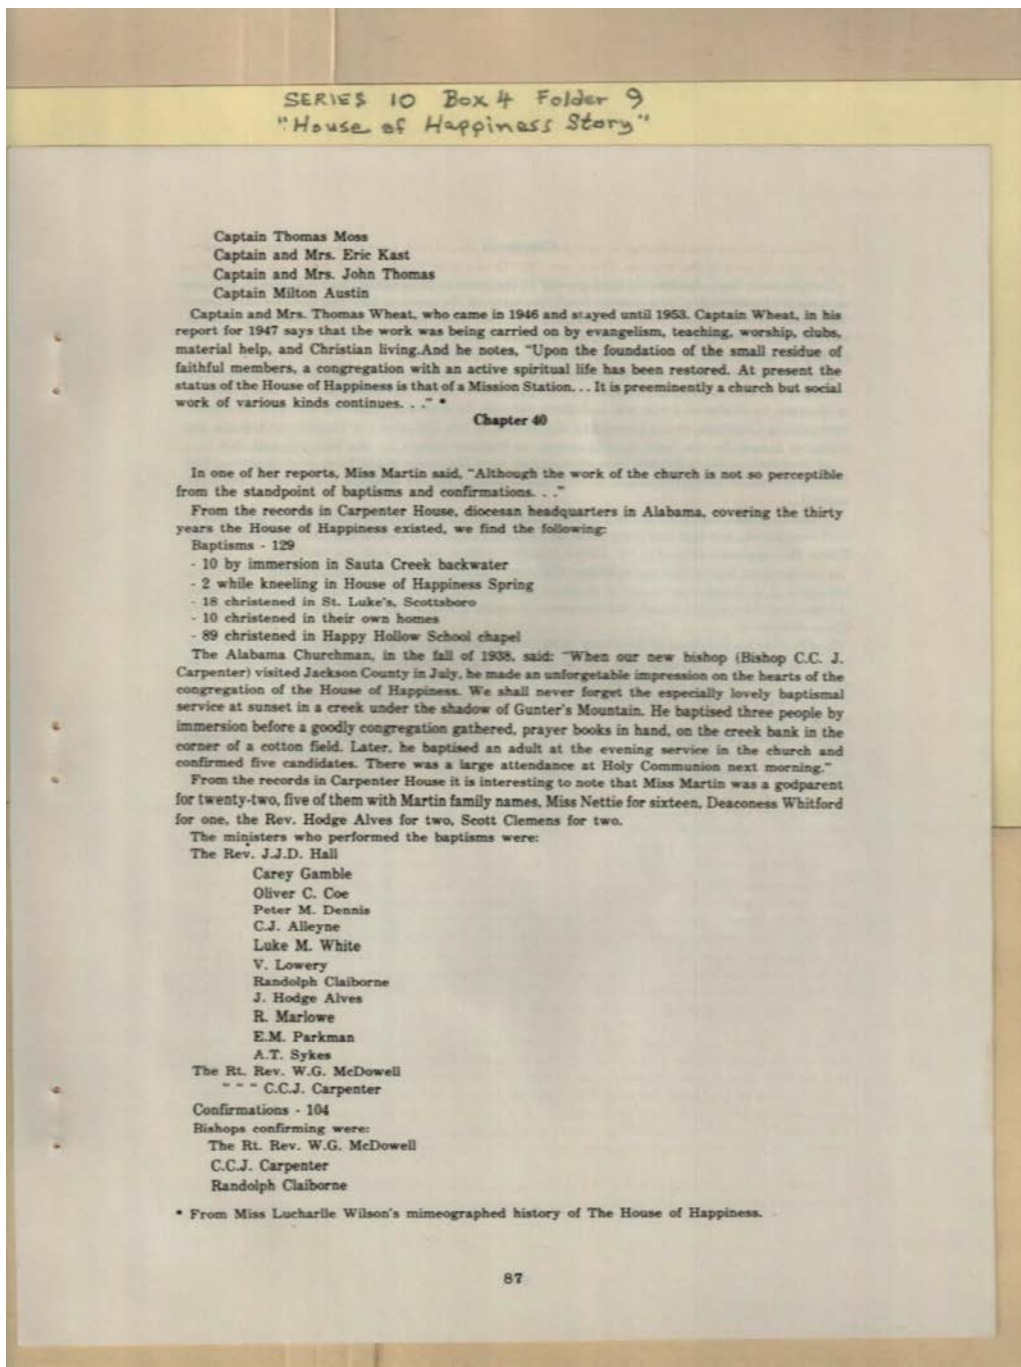 SERIES 10 Box 4 Folder 9
"House of Happiness Story"
Captain Thomas Moss
Captain and Mrs. Eric Kast
Captain and Mrs. John Thomas
Captain Milton Austin
Captain and Mrs. Thomas Wheat, who came in 1946 and stayed until 1953. Captain Wheat, in his
report for 1947 says that the work was being carried on by evangelism, teaching, worship, clubs,
material help, and Christian living.And he notes, "Upon the foundation of the small residue of
faithful members, a congregation with an active spiritual life has been restored. At present the
status of the House of Happiness is that of a Mission Station. . . It is preeminently a church but social
work of various kinds continues. . ." *
Chapter 40
In one of her reports, Miss Martin said, "Although the work of the church is not so perceptible
from the standpoint of baptisms and confirmations. . ."
From the records in Carpenter House, diocesan headquarters in Alabama, covering the thirty
years the House of Happiness existed, we find the following:
Baptisms - 129
- 10 by immersion in Sauta Creek backwater
- 2 while kneeling in House of Happiness Spring
- 18 christened in St. Luke's, Scottsboro
- 10 christened in their own homes
- 89 christened in Happy Hollow School chapel
The Alabama Churchman, in the fall of 1938, said: "When our new bishop (Bishop C.C. J.
Carpenter) visited Jackson County in July, he made an unforgetable impression on the hearts of the
congregation of the House of Happiness. We shall never forget the especially lovely baptismal
service at sunset in a creek under the shadow of Gunter's Mountain. He baptised three people by
immersion before a goodly congregation gathered, prayer books in hand, on the creek bank in the
corner of a cotton field. Later, he baptised an adult at the evening service in the church and
confirmed five candidates. There was a large attendance at Holy Communion next morning."
From the records in Carpenter House it is interesting to note that Miss Martin was a godparent
for twenty-two, five of them with Martin family names, Miss Nettie for sixteen, Deaconess Whitford
for one, the Rev. Hodge Alves for two, Scott Clemens for two.
The ministers who performed the baptisms were:
The Rev. J.J.D. Hall
Carey Gamble
Oliver C. Coe
Peter M. Dennis
C.J. Alleyne
Luke M. White
V. Lowery
Randolph Claiborne
J. Hodge Alves
R. Marlowe
E.M. Parkman
A.T. Sykes
The Rt. Rev. W.G. McDowell
" " " C.C.J. Carpenter
Confirmations - 104
Bishops confirming were:
The Rt. Rev. W.G. McDowell
C.C.J. Carpenter
Randolph Claiborne
* From Miss Lucharlie Wilson's mimeographed history of The House of Happiness.
87